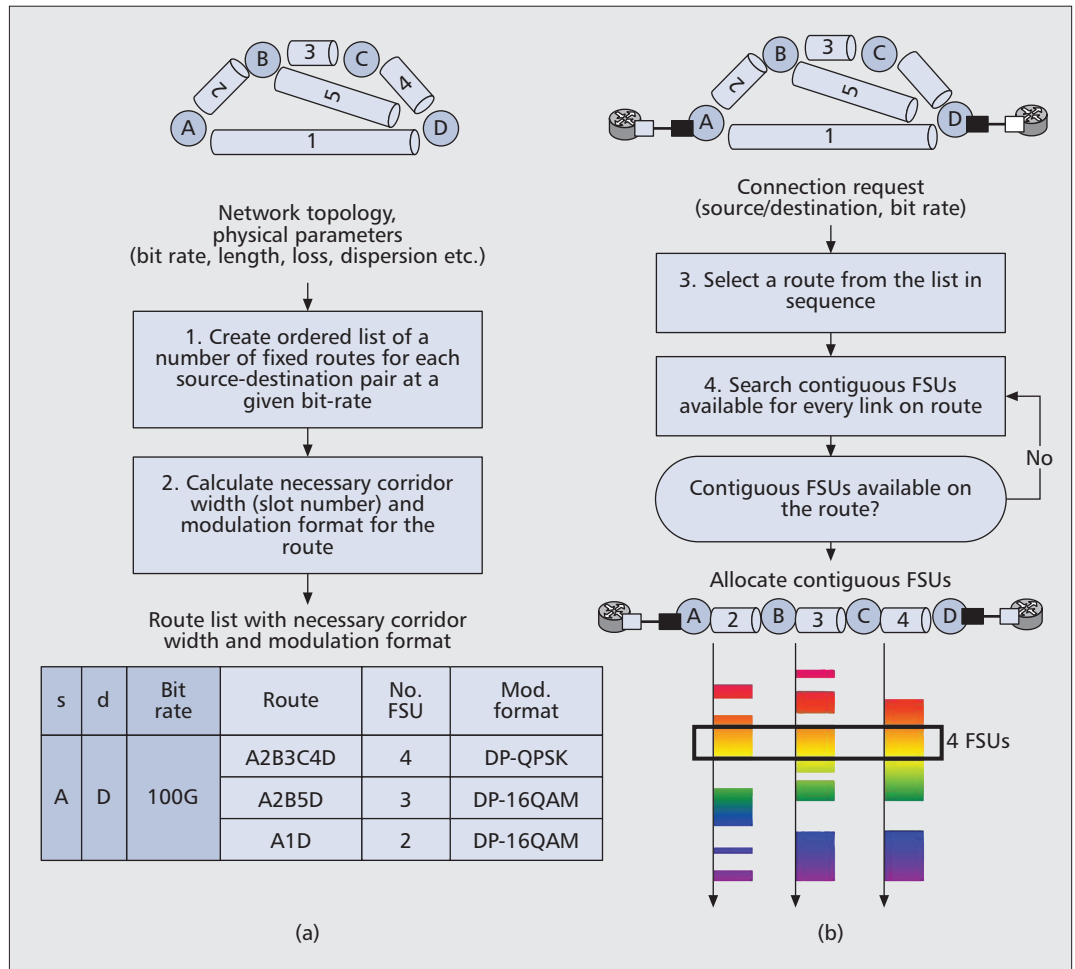 B
3
C
2
4
5
A
D
1
Network topology,
physical parameters
(bit rate, length, loss, dispersion etc.)
1. Create ordered list of a
number of fixed routes for each
source-destination pair at a
given bit-rate
2. Calculate necessary corridor
width (slot number) and
modulation format for the
route
Route list with necessary corridor
width and modulation format
s d Bit rate Route No. FSU Mod. format
A D 100G A2B3C4D 4 DP-QPSK
A2B5D 3 DP-16QAM
A1D 2 DP-16QAM
(a)
B
3
C
2
5
A
D
1
Connection request
(source/destination, bit rate)
3. Select a route from the list in
sequence
4. Search contiguous FSUs
available for every link on route
No
Contiguous FSUs available on
the route?
Allocate contiguous FSUs
A 2 B 3 C 4 D
4 FSUs
(b)